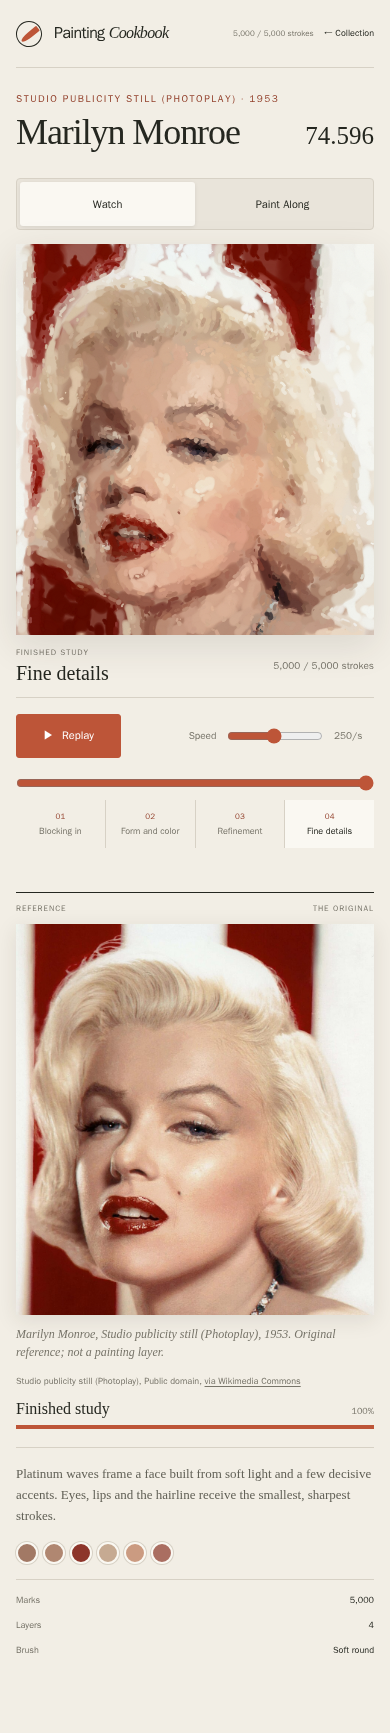 Painting Cookbook
5,000 / 5,000 strokes
← Collection
STUDIO PUBLICITY STILL (PHOTOPLAY) · 1953
Marilyn Monroe
74.596
Watch
Paint Along
FINISHED STUDY
Fine details
5,000 / 5,000 strokes
Replay
Speed
250/s
01
Blocking in
02
Form and color
03
Refinement
04
Fine details
REFERENCE
THE ORIGINAL
Marilyn Monroe, Studio publicity still (Photoplay), 1953. Original
reference; not a painting layer.
Studio publicity still (Photoplay), Public domain, via Wikimedia Commons
Finished study
100%
Platinum waves frame a face built from soft light and a few decisive
accents. Eyes, lips and the hairline receive the smallest, sharpest
strokes.
Marks
5,000
Layers
4
Brush
Soft round